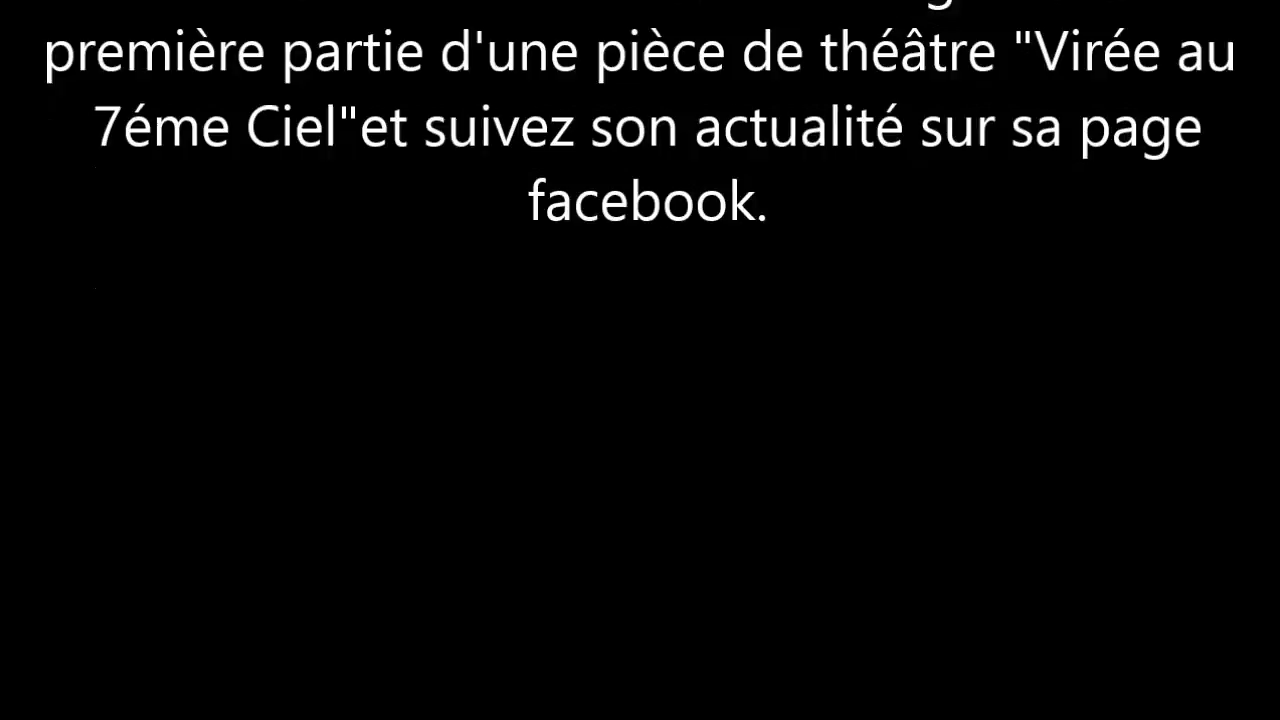 première partie d'une pièce de théâtre "Virée au
7éme Ciel"et suivez son actualité sur sa page
facebook.